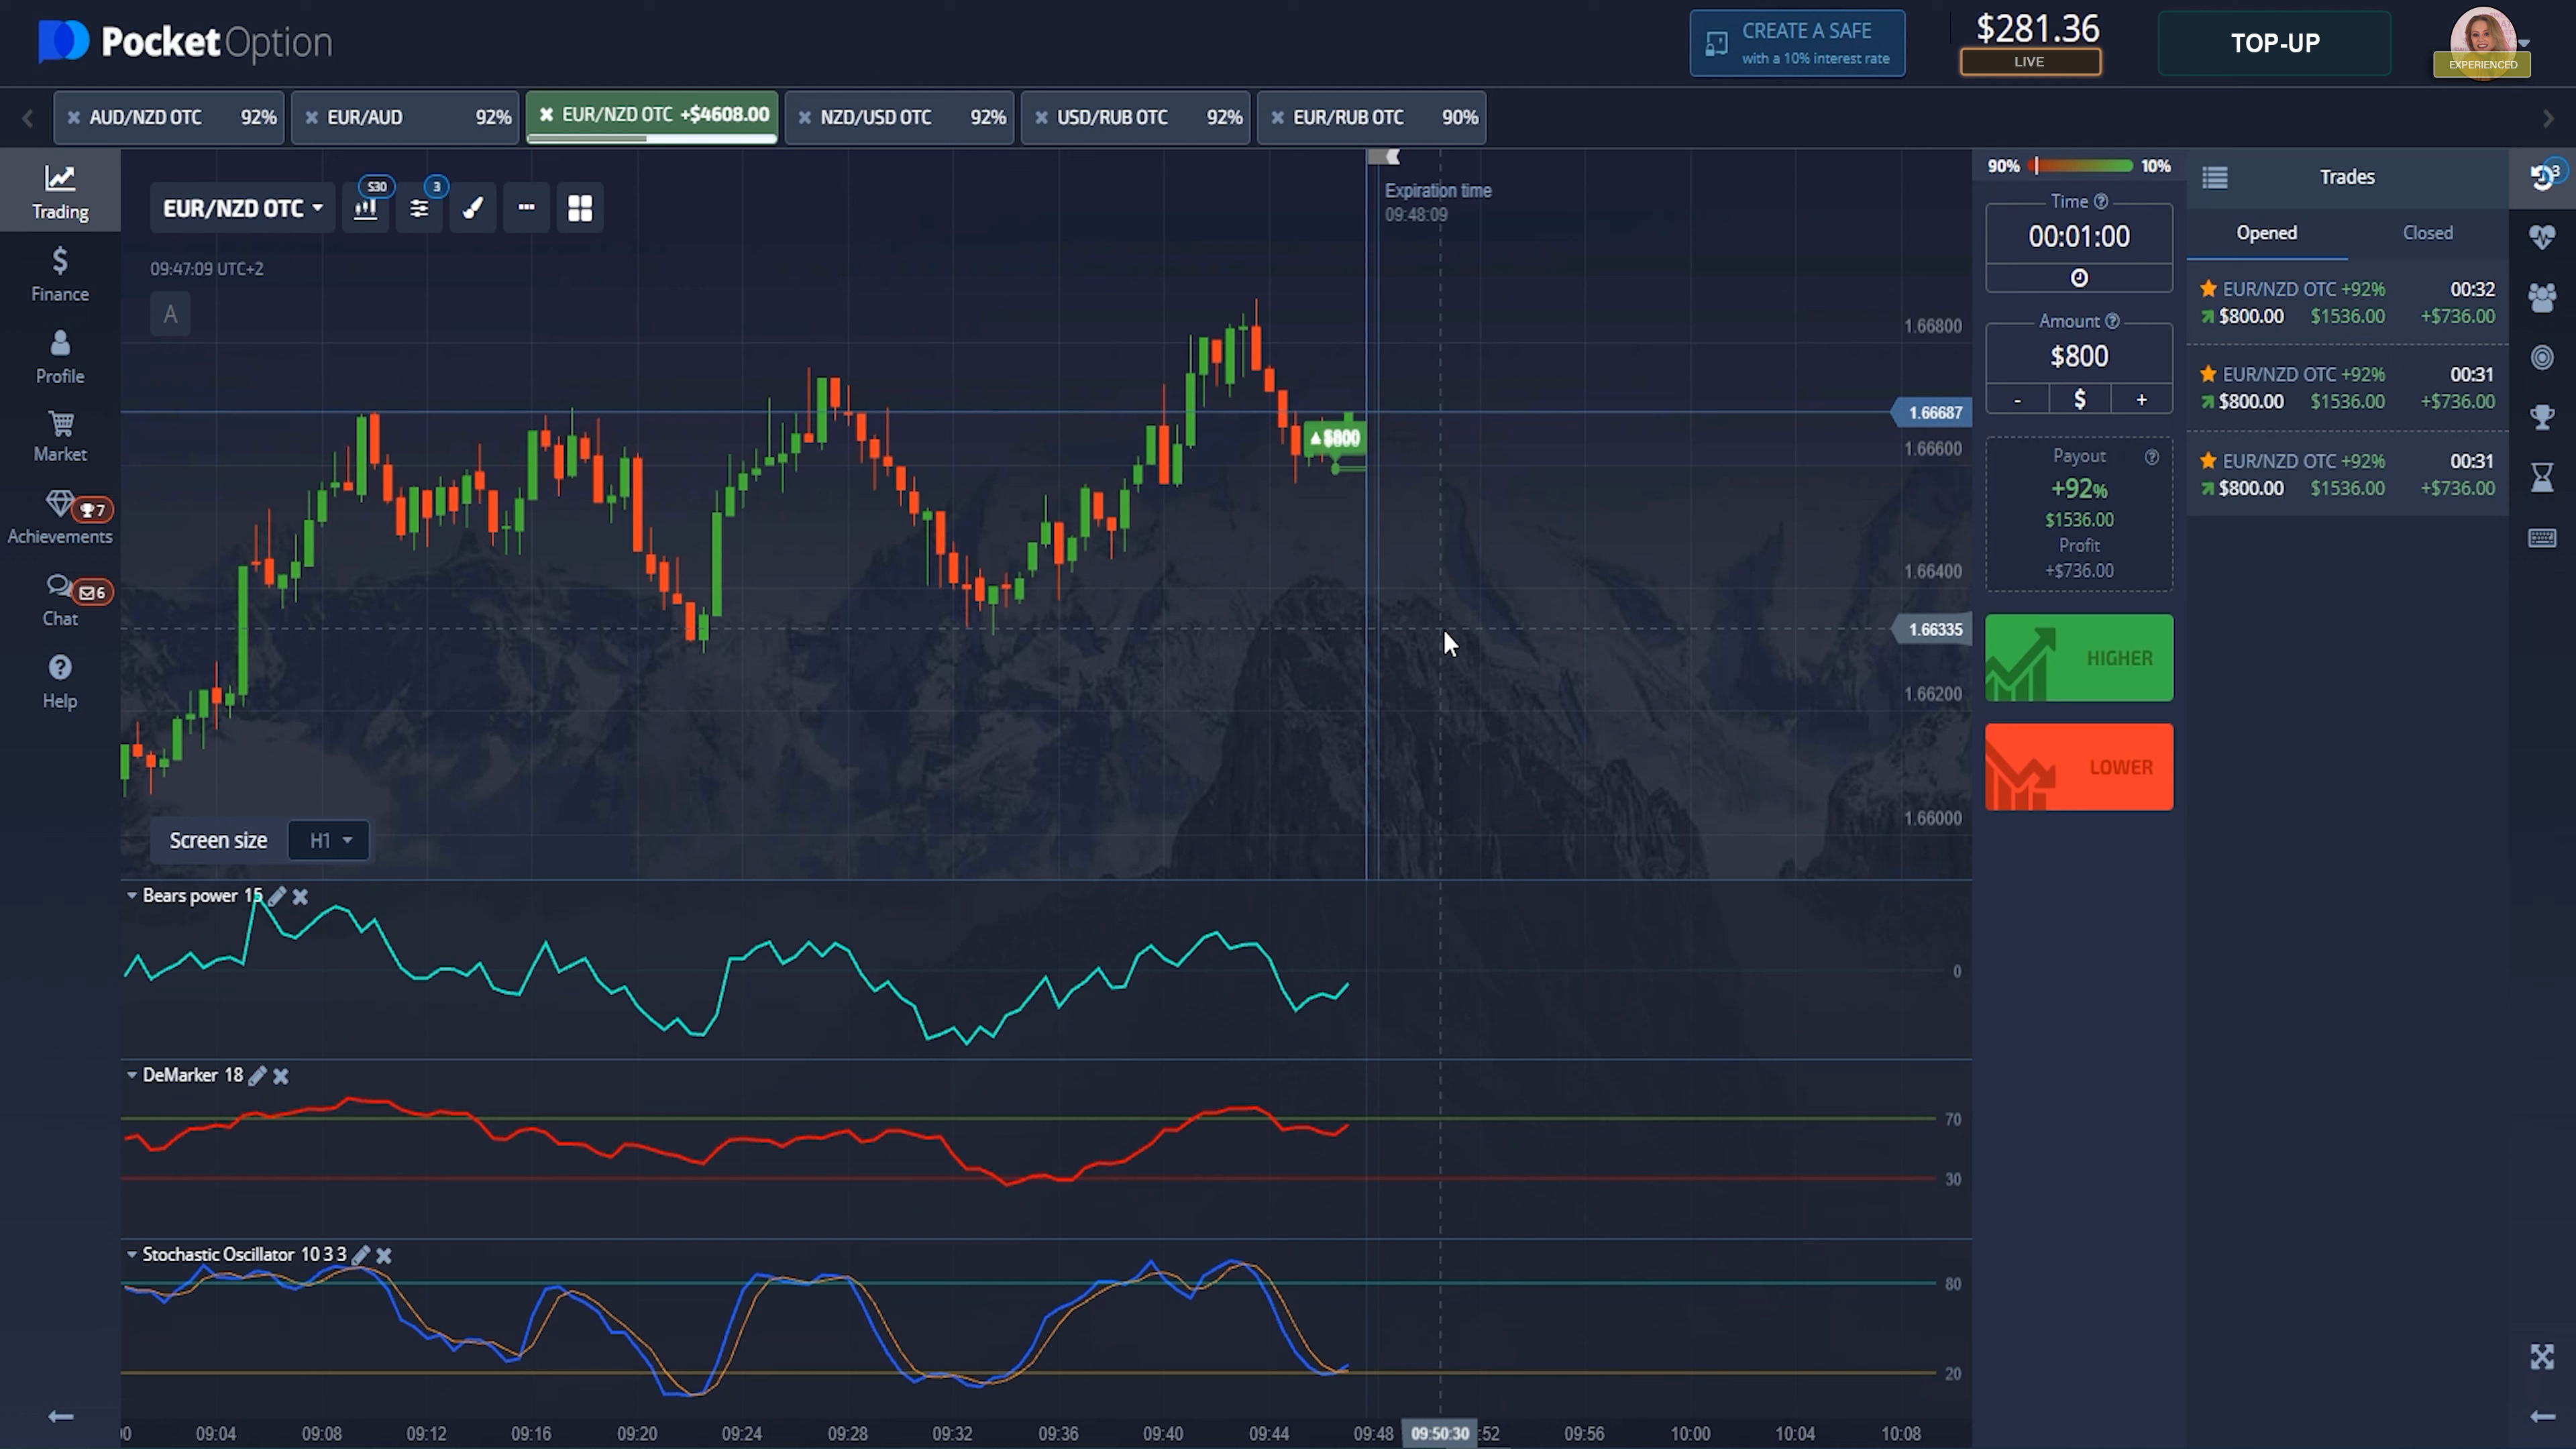 PocketOption
CREATE A SAFE
with a 10% interest rate
$281.36
LIVE
TOP-UP
EXPERIENCED
AUD/NZD OTC 92%
EUR/AUD 92%
EUR/NZD OTC +$4608.00
NZD/USD OTC 92%
USD/RUB OTC 92%
EUR/RUB OTC 90%
Trading
Finance
Profile
Market
7
Achievements
6
Chat
Help
EUR/NZD OTC
S30
3
09:47:09 UTC+2
A
Expiration time
09:48:09
$800
1.66800
1.66687
1.66600
1.66400
1.66335
1.66200
1.66000
Screen size H1
Bears power 15
0
DeMarker 18
70
30
Stochastic Oscillator 10 3 3
80
20
00 09:04 09:08 09:12 09:16 09:20 09:24 09:28 09:32 09:36 09:40 09:44 09:48 09:50:30 :52 09:56 10:00 10:04 10:08
90% 10%
Time
00:01:00
Amount
$800
- $ +
Payout
+92%
$1536.00
Profit
+$736.00
HIGHER
LOWER
Trades
3
Opened Closed
EUR/NZD OTC +92% 00:32
$800.00 $1536.00 +$736.00
EUR/NZD OTC +92% 00:31
$800.00 $1536.00 +$736.00
EUR/NZD OTC +92% 00:31
$800.00 $1536.00 +$736.00